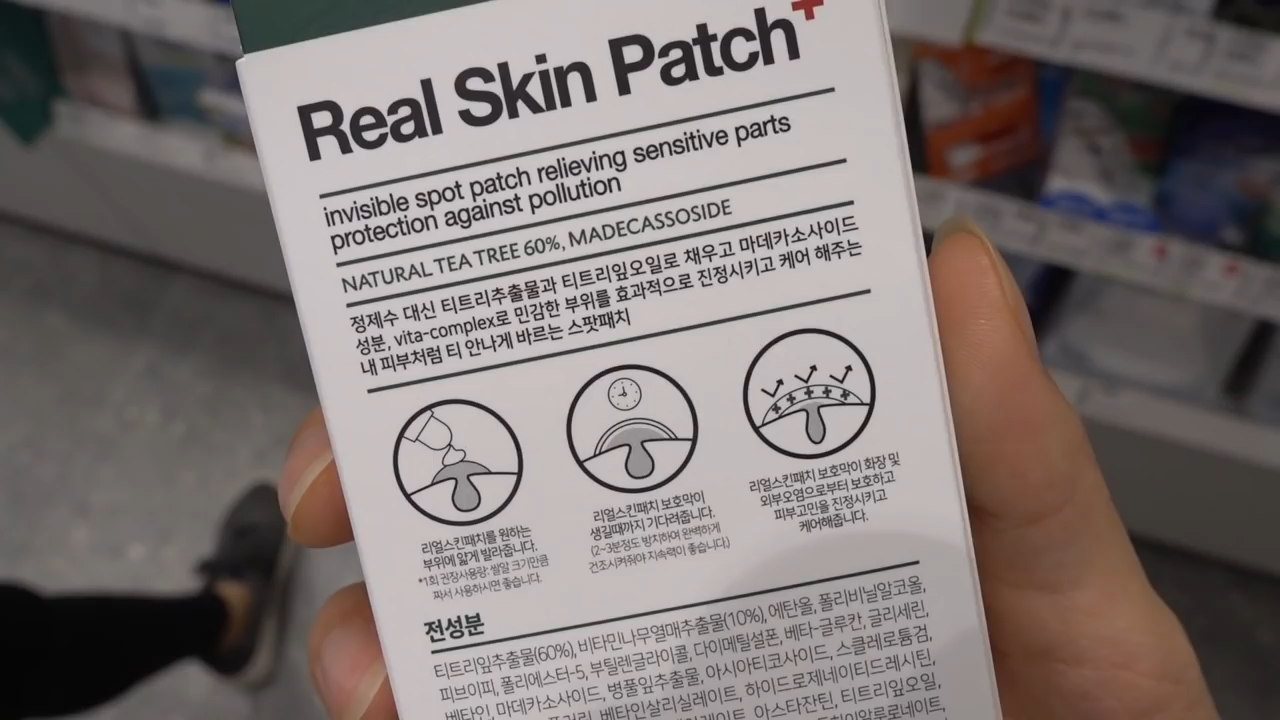 Real Skin Patch+
invisible spot patch relieving sensitive parts
protection against pollution
NATURAL TEA TREE 60%, MADECASSOSIDE
정제수 대신 티트리추출물과 티트리잎오일로 채우고 마데카소사이드
성분, vita-complex로 민감한 부위를 효과적으로 진정시키고 케어 해주는
내 피부처럼 티 안나게 바르는 스팟패치
리얼스킨패치를 원하는
부위에 얇게 발라줍니다.
*1회 권장사용량: 쌀알 크기만큼
짜서 사용하시면 좋습니다.
리얼스킨패치 보호막이
생길때까지 기다려줍니다.
(2~3분정도 방치하여 완벽하게
건조시켜줘야 지속력이 좋습니다.)
리얼스킨패치 보호막이 화장 및
외부오염으로부터 보호하고
피부고민을 진정시키고
케어해줍니다.
전성분
티트리잎추출물(60%), 비타민나무열매추출물(10%), 에탄올, 폴리비닐알코올,
피브이피, 폴리에스터-5, 부틸렌글라이콜, 다이메틸설폰, 베타-글루칸, 글리세린,
베타인, 마데카소사이드, 병풀잎추출물, 아시아티코사이드, 스클레로튬검,
베타인살리실레이트, 하이드로제네이티드레시틴,
아스타잔틴, 티트리잎오일,